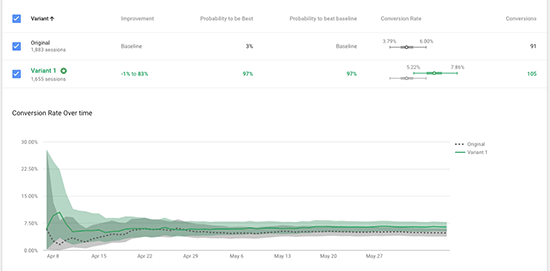 Variant ↑ Improvement Probability to be Best Probability to beat baseline Conversion Rate Conversions
Original
1,883 sessions
Baseline 3% Baseline 3.79% 6.00% 91
Variant 1
1,655 sessions
-1% to 83% 97% 97% 5.22% 7.86% 105
Conversion Rate Over time
30.00%
22.50%
15.00%
7.50%
0.00%
Apr 8 Apr 15 Apr 22 Apr 29 May 6 May 13 May 20 May 27
Original
Variant 1